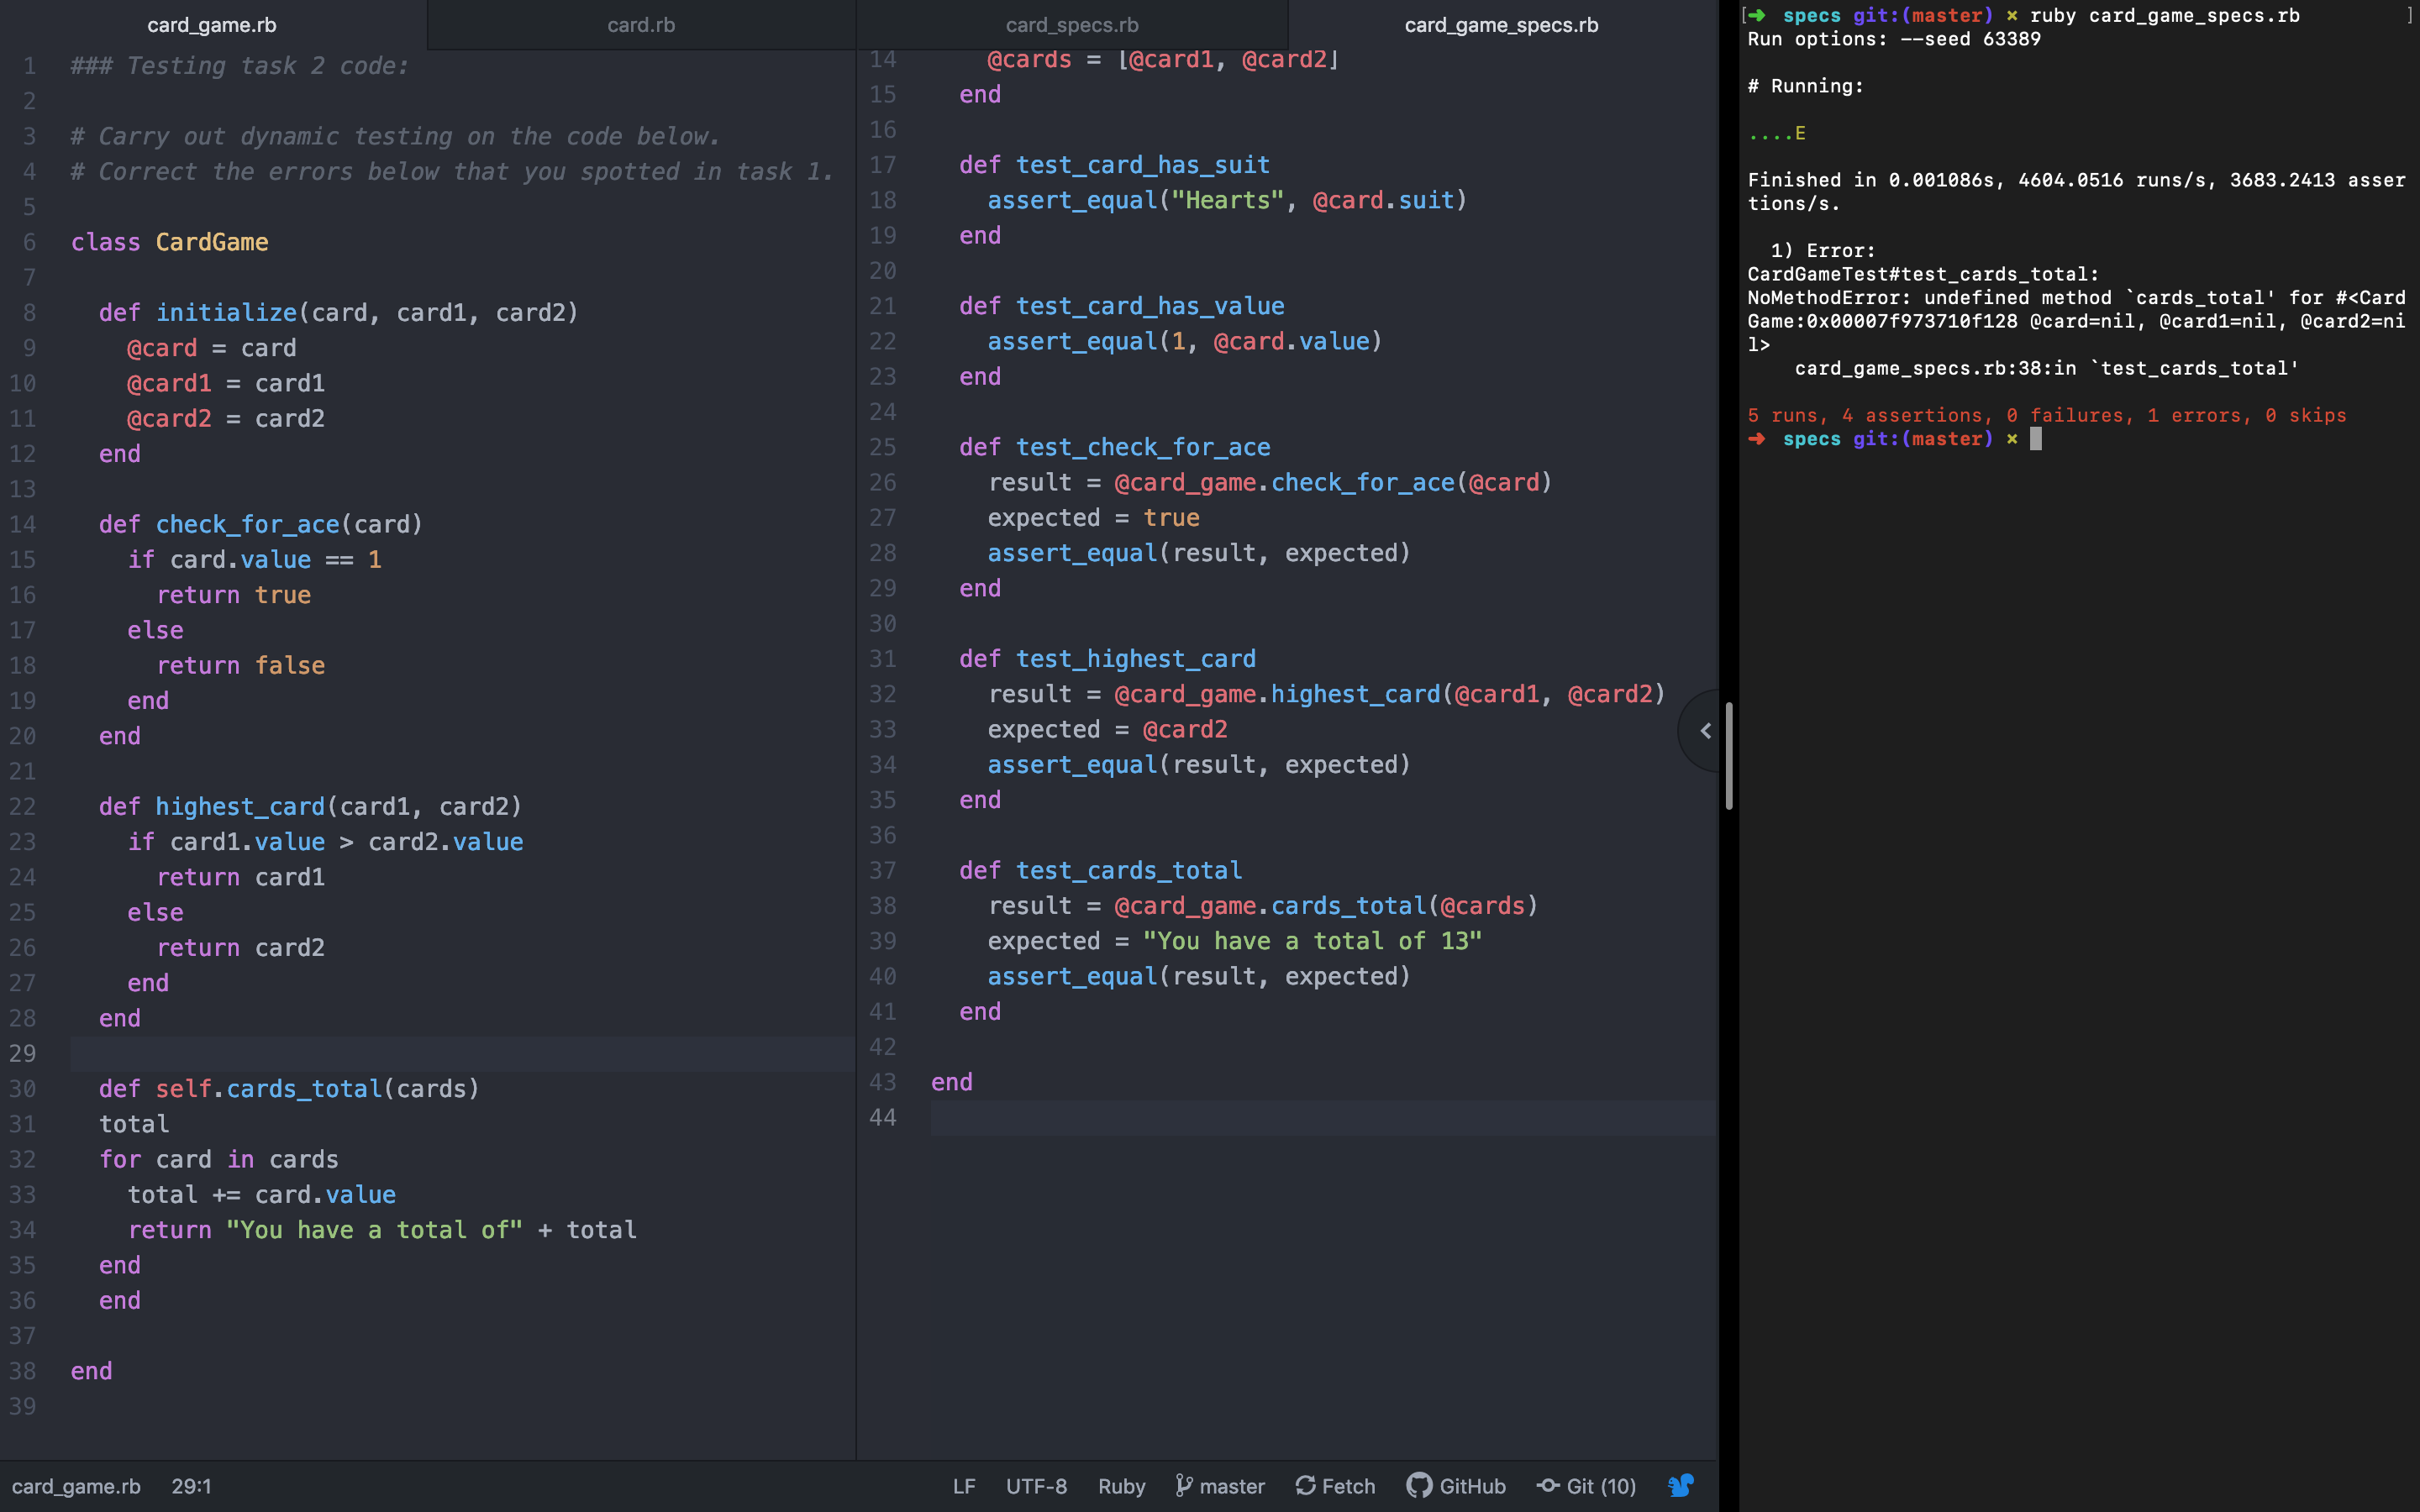 card_game.rb
card.rb
1 ### Testing task 2 code:
2
3 # Carry out dynamic testing on the code below.
4 # Correct the errors below that you spotted in task 1.
5
6 class CardGame
7
8 def initialize(card, card1, card2)
9 @card = card
10 @card1 = card1
11 @card2 = card2
12 end
13
14 def check_for_ace(card)
15 if card.value == 1
16 return true
17 else
18 return false
19 end
20 end
21
22 def highest_card(card1, card2)
23 if card1.value > card2.value
24 return card1
25 else
26 return card2
27 end
28 end
29
30 def self.cards_total(cards)
31 total
32 for card in cards
33 total += card.value
34 return "You have a total of" + total
35 end
36 end
37
38 end
39
card_specs.rb
card_game_specs.rb
14 @cards = [@card1, @card2]
15 end
16
17 def test_card_has_suit
18 assert_equal("Hearts", @card.suit)
19 end
20
21 def test_card_has_value
22 assert_equal(1, @card.value)
23 end
24
25 def test_check_for_ace
26 result = @card_game.check_for_ace(@card)
27 expected = true
28 assert_equal(result, expected)
29 end
30
31 def test_highest_card
32 result = @card_game.highest_card(@card1, @card2)
33 expected = @card2
34 assert_equal(result, expected)
35 end
36
37 def test_cards_total
38 result = @card_game.cards_total(@cards)
39 expected = "You have a total of 13"
40 assert_equal(result, expected)
41 end
42
43 end
44
[➜ specs git:(master) × ruby card_game_specs.rb ]
Run options: --seed 63389
# Running:
....E
Finished in 0.001086s, 4604.0516 runs/s, 3683.2413 asser
tions/s.
1) Error:
CardGameTest#test_cards_total:
NoMethodError: undefined method `cards_total' for #<Card
Game:0x00007f973710f128 @card=nil, @card1=nil, @card2=ni
l>
card_game_specs.rb:38:in `test_cards_total'
5 runs, 4 assertions, 0 failures, 1 errors, 0 skips
➜ specs git:(master) ×
card_game.rb 29:1
LF UTF-8 Ruby master Fetch GitHub Git (10)